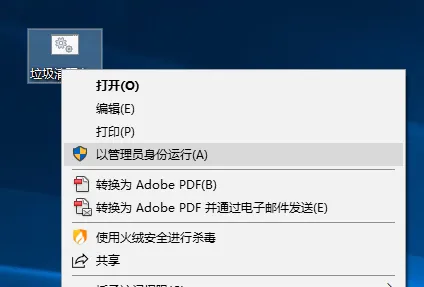 垃圾清
打开(O)
编辑(E)
打印(P)
以管理员身份运行(A)
转换为 Adobe PDF(B)
转换为 Adobe PDF 并通过电子邮件发送(E)
使用火绒安全进行杀毒
共享